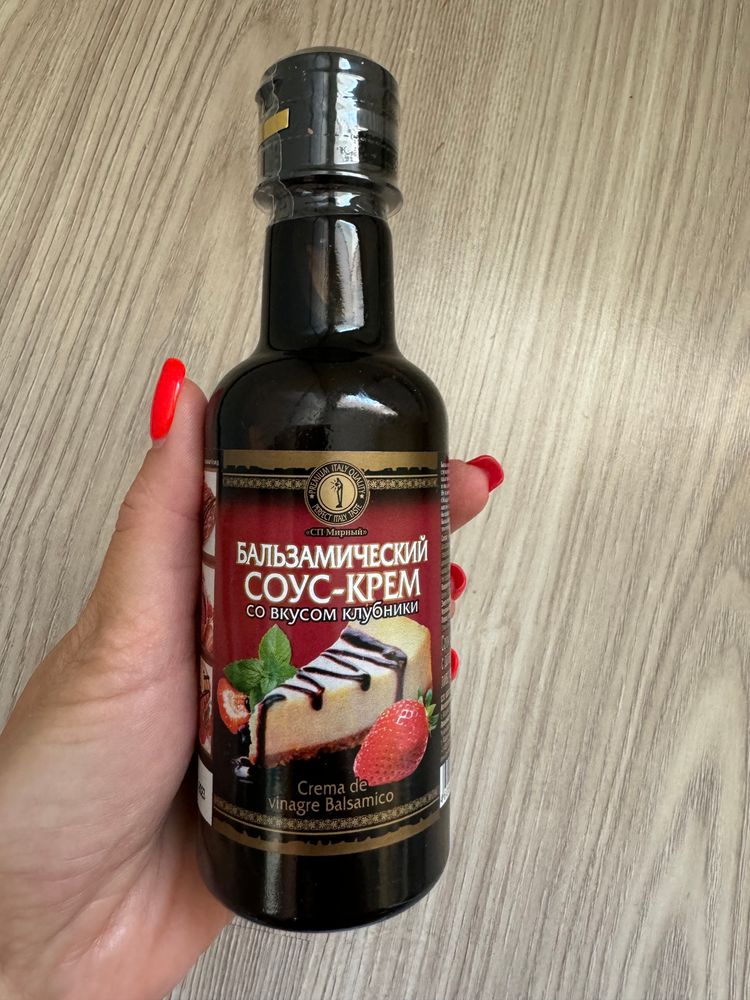 PREMIUM ITALY QUALITY
PERFECT ITALY TASTE
«СП Мирный»
БАЛЬЗАМИЧЕСКИЙ
СОУС-КРЕМ
СО ВКУСОМ КЛУБНИКИ
Crema de
vinagre Balsamico